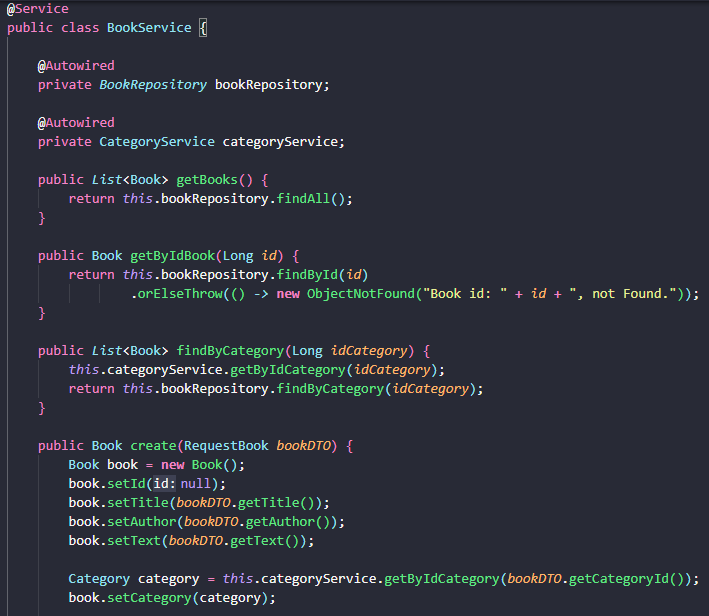 @Service
public class BookService {
@Autowired
private BookRepository bookRepository;
@Autowired
private CategoryService categoryService;
public List<Book> getBooks() {
return this.bookRepository.findAll();
}
public Book getByIdBook(Long id) {
return this.bookRepository.findById(id)
.orElseThrow(() -> new ObjectNotFound("Book id: " + id + ", not Found."));
}
public List<Book> findByCategory(Long idCategory) {
this.categoryService.getByIdCategory(idCategory);
return this.bookRepository.findByCategory(idCategory);
}
public Book create(RequestBook bookDTO) {
Book book = new Book();
book.setId(id: null);
book.setTitle(bookDTO.getTitle());
book.setAuthor(bookDTO.getAuthor());
book.setText(bookDTO.getText());
Category category = this.categoryService.getByIdCategory(bookDTO.getCategoryId());
book.setCategory(category);